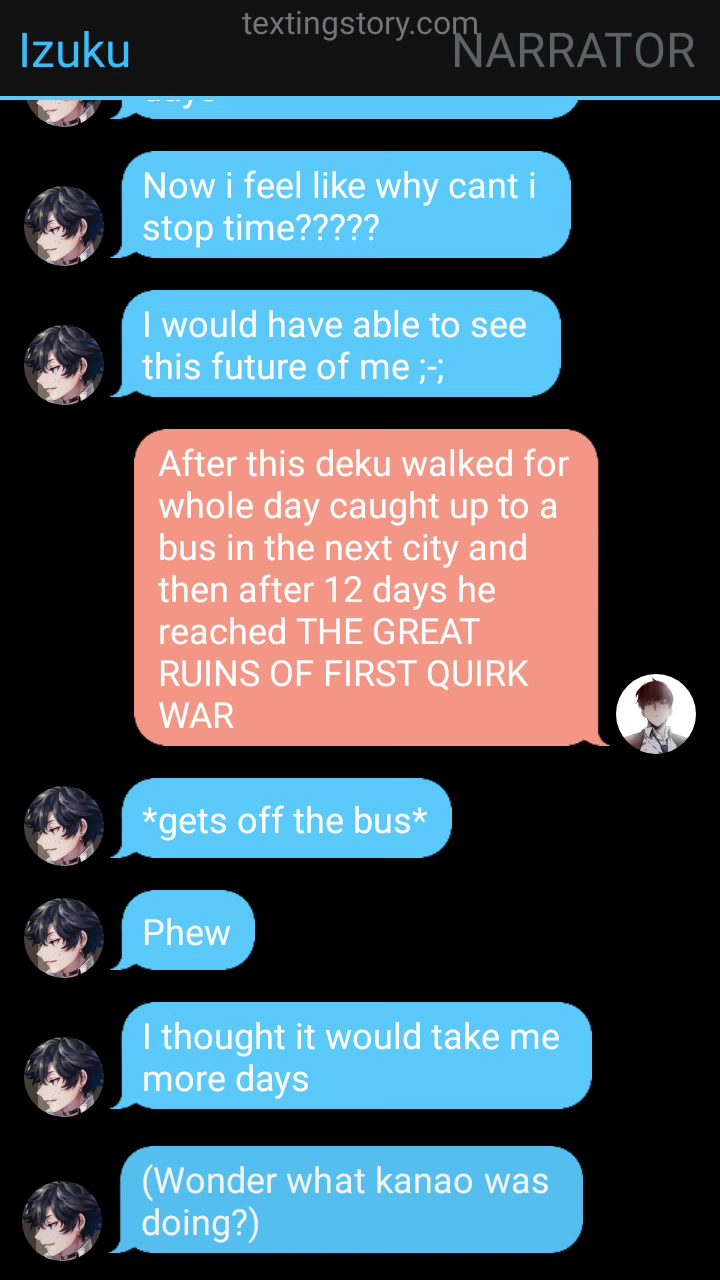 textingstory.com
Izuku
NARRATOR
Now i feel like why cant i
stop time?????
I would have able to see
this future of me ;-;
After this deku walked for
whole day caught up to a
bus in the next city and
then after 12 days he
reached THE GREAT
RUINS OF FIRST QUIRK
WAR
*gets off the bus*
Phew
I thought it would take me
more days
(Wonder what kanao was
doing?)